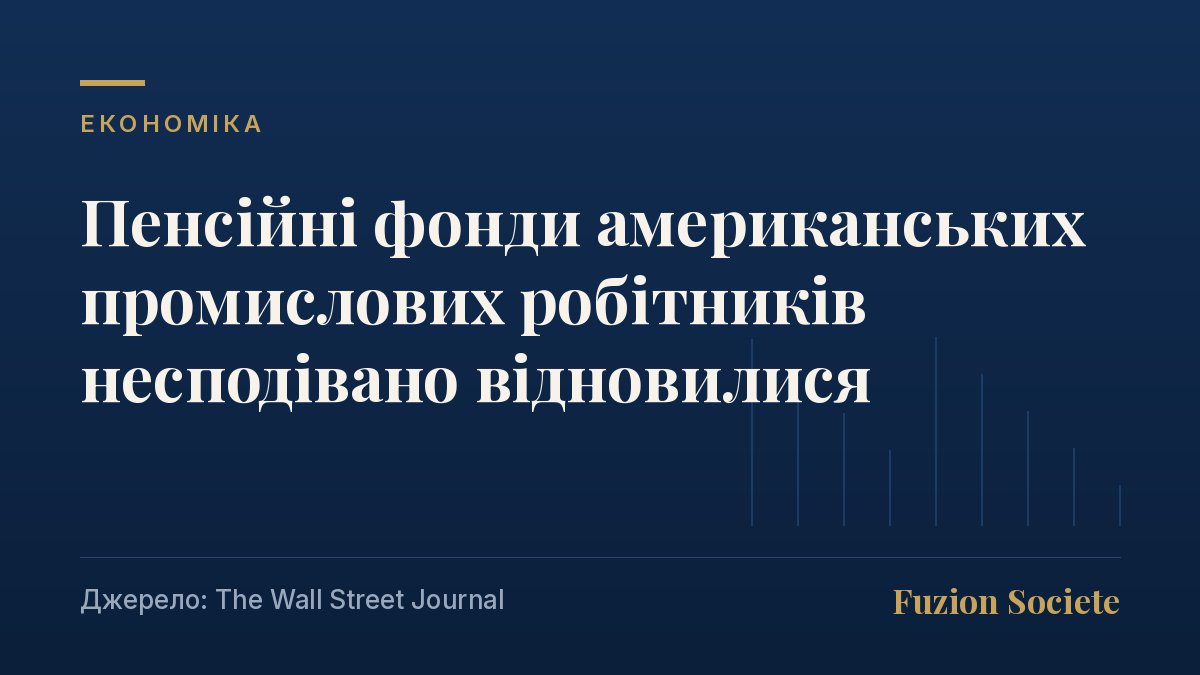 ЕКОНОМІКА
Пенсійні фонди американських
промислових робітників
несподівано відновилися
Джерело: The Wall Street Journal
Fuzion Societe